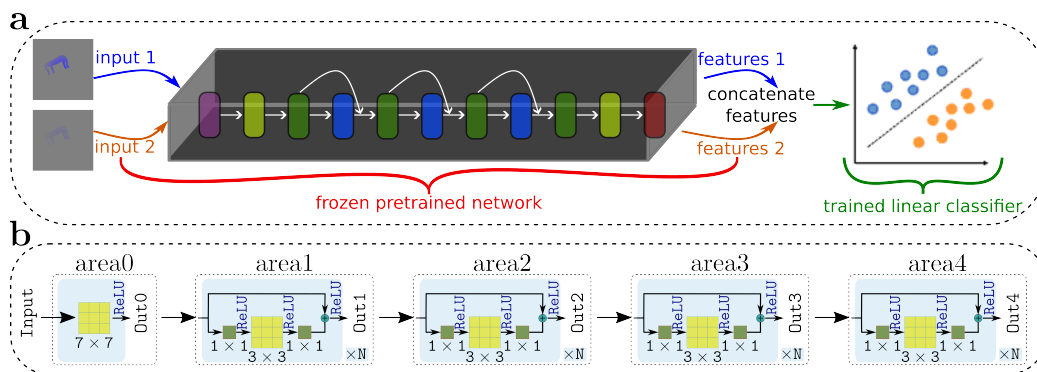 a
input 1
input 2
features 1
concatenate
features
features 2
frozen pretrained network
trained linear classifier
b
area0
area1
area2
area3
area4
Input
7 × 7
ReLU
Out0
1 × 1
ReLU
3 × 3
ReLU
1 × 1
ReLU
Out1
×N
1 × 1
ReLU
3 × 3
ReLU
1 × 1
ReLU
Out2
×N
1 × 1
ReLU
3 × 3
ReLU
1 × 1
ReLU
Out3
×N
1 × 1
ReLU
3 × 3
ReLU
1 × 1
ReLU
Out4
×N